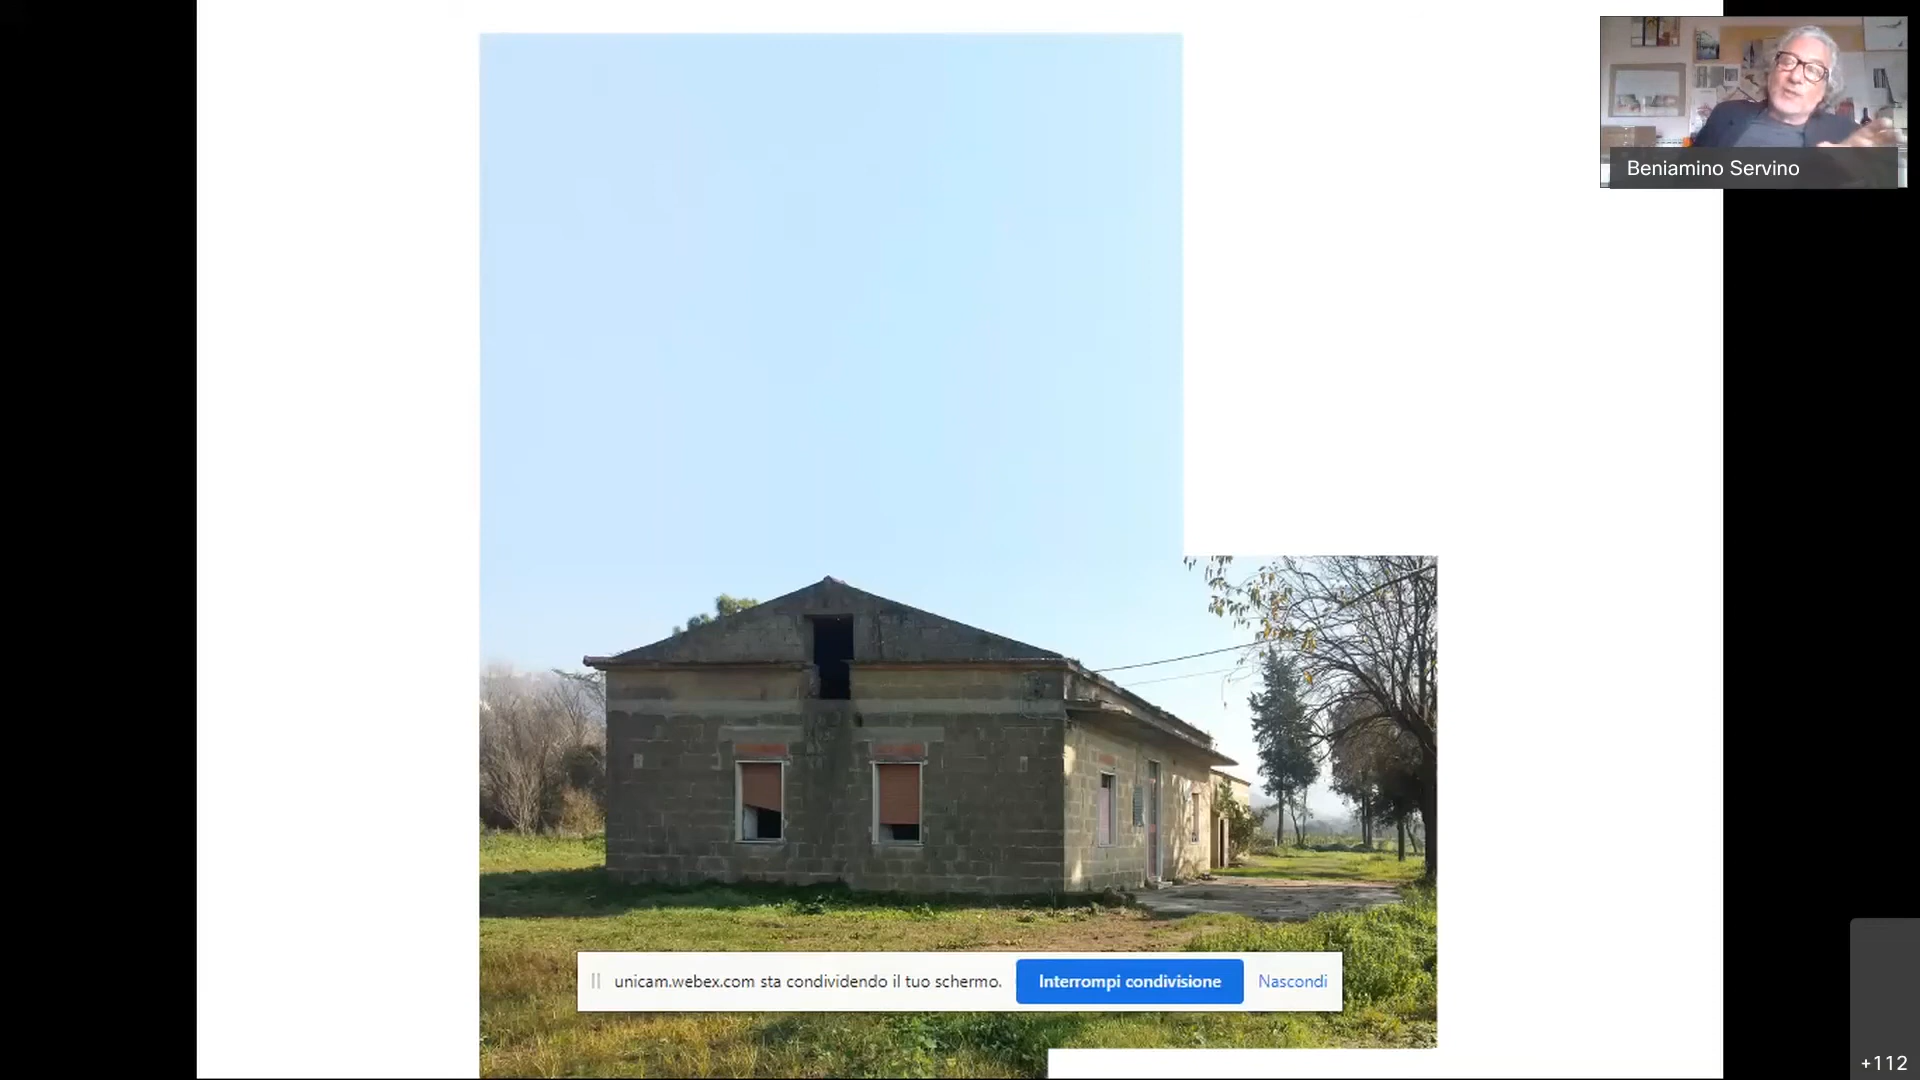 Beniamino Servino
unicam.webex.com sta condividendo il tuo schermo. Interrompi condivisione Nascondi
+112